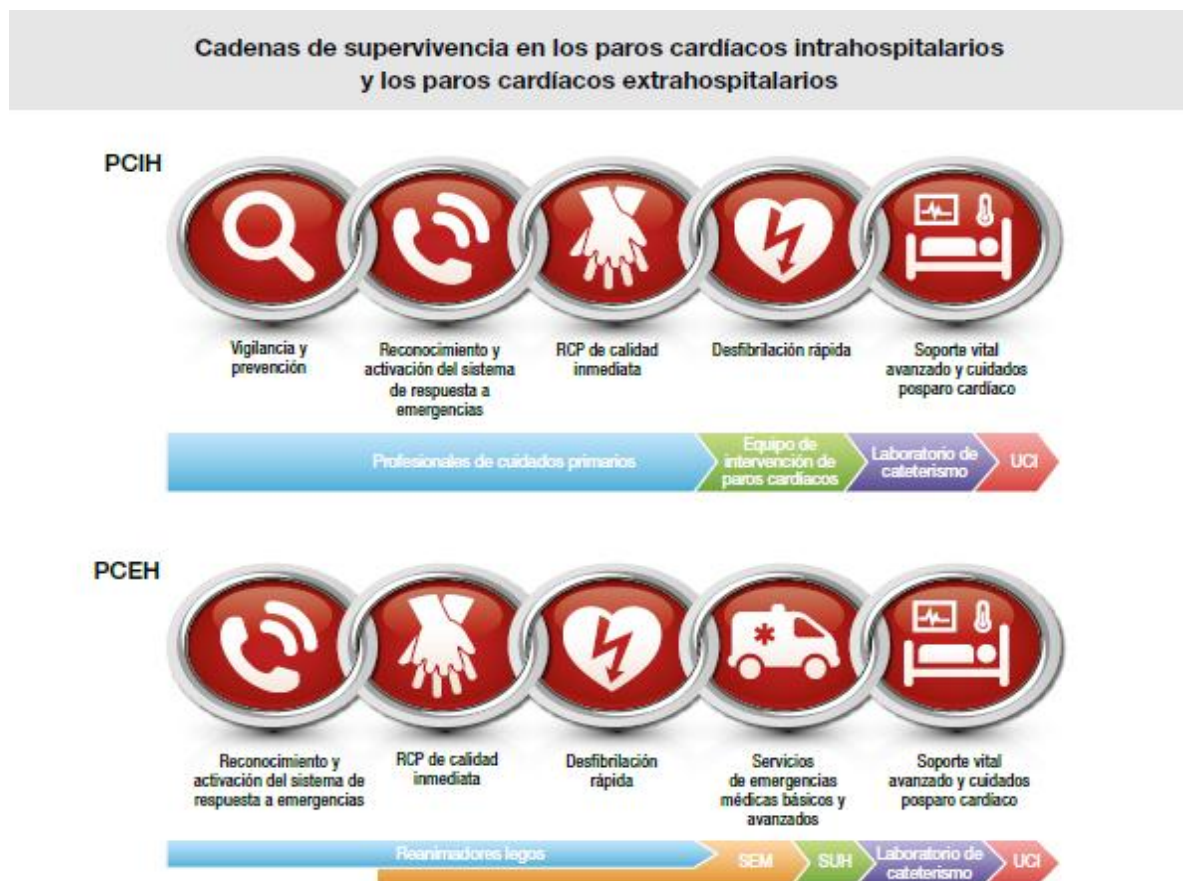 Cadenas de supervivencia en los paros cardíacos intrahospitalarios
y los paros cardíacos extrahospitalarios
PCIH
Vigilancia y
prevención
Reconocimiento y
activación del sistema
de respuesta a
emergencias
RCP de calidad
inmediata
Desfibrilación rápida
Soporte vital
avanzado y cuidados
posparo cardíaco
Profesionales de cuidados primarios
Equipo de
intervención de
paros cardíacos
Laboratorio de
cateterismo
UCI
PCEH
Reconocimiento y
activación del sistema de
respuesta a emergencias
RCP de calidad
inmediata
Desfibrilación
rápida
Servicios
de emergencias
médicas básicos y
avanzados
Soporte vital
avanzado y cuidados
posparo cardíaco
Reanimadores legos
SEM
SUH
Laboratorio de
cateterismo
UCI